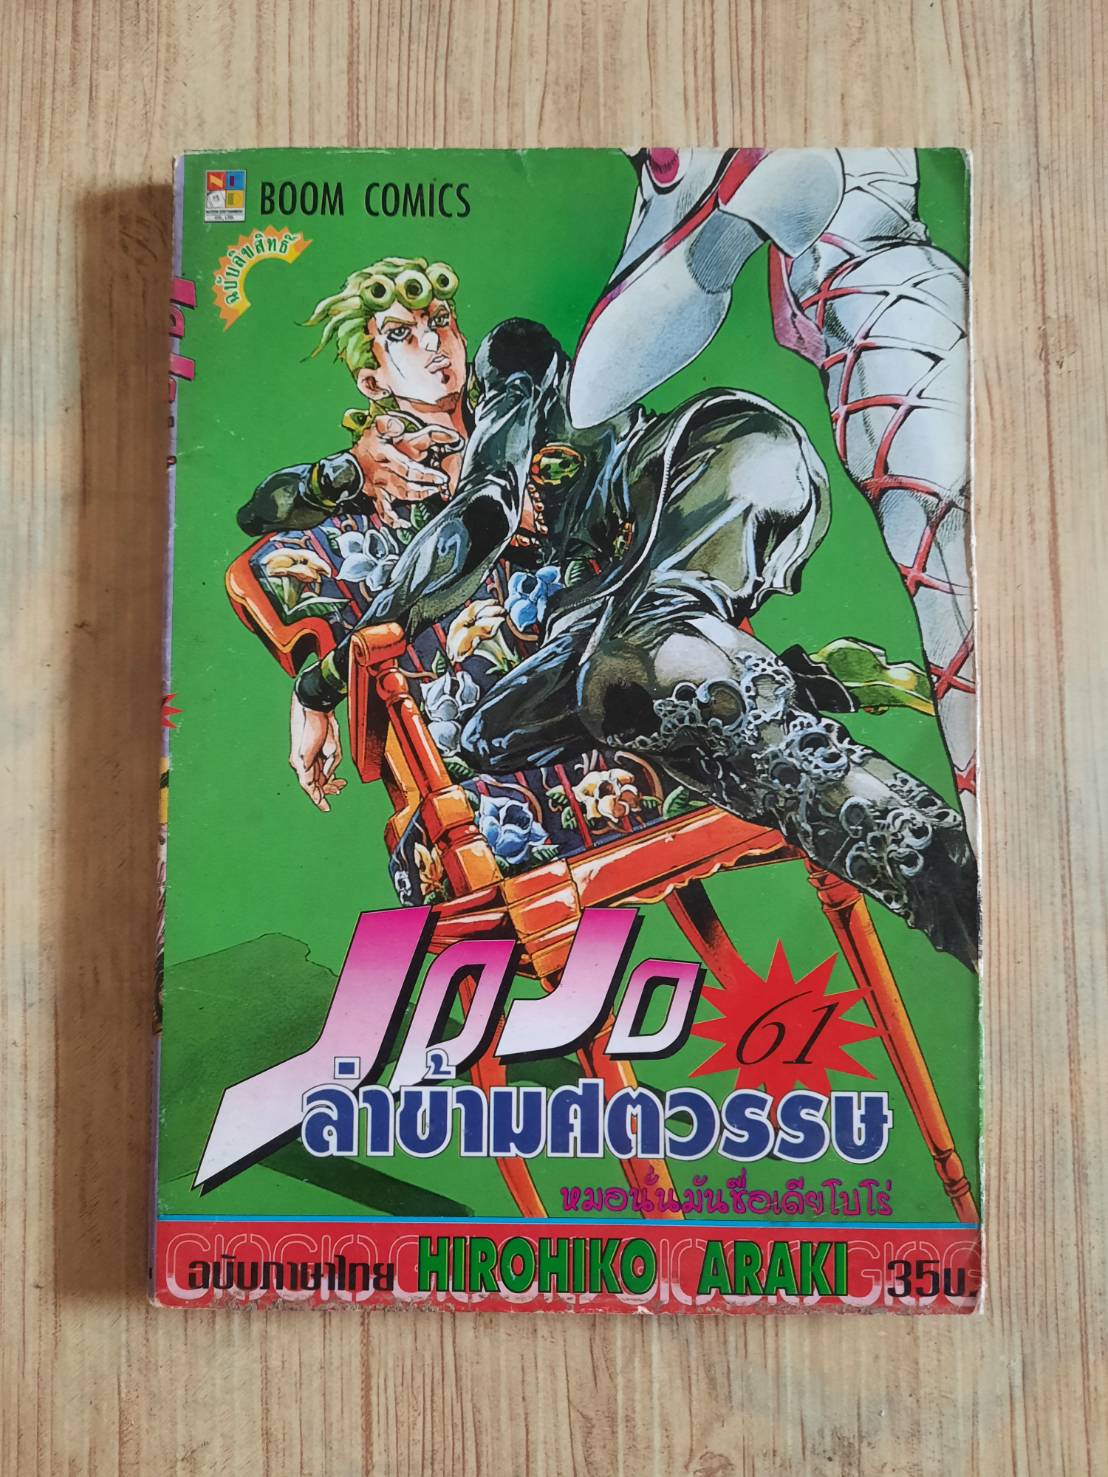 BOOM COMICS
ฉบับลิขสิทธิ์
JOJO
61
ล่าข้ามศตวรรษ
หมอนั่นมันชื่อเดียโบโร่
ฉบับภาษาไทย HIROHIKO ARAKI 35บ.